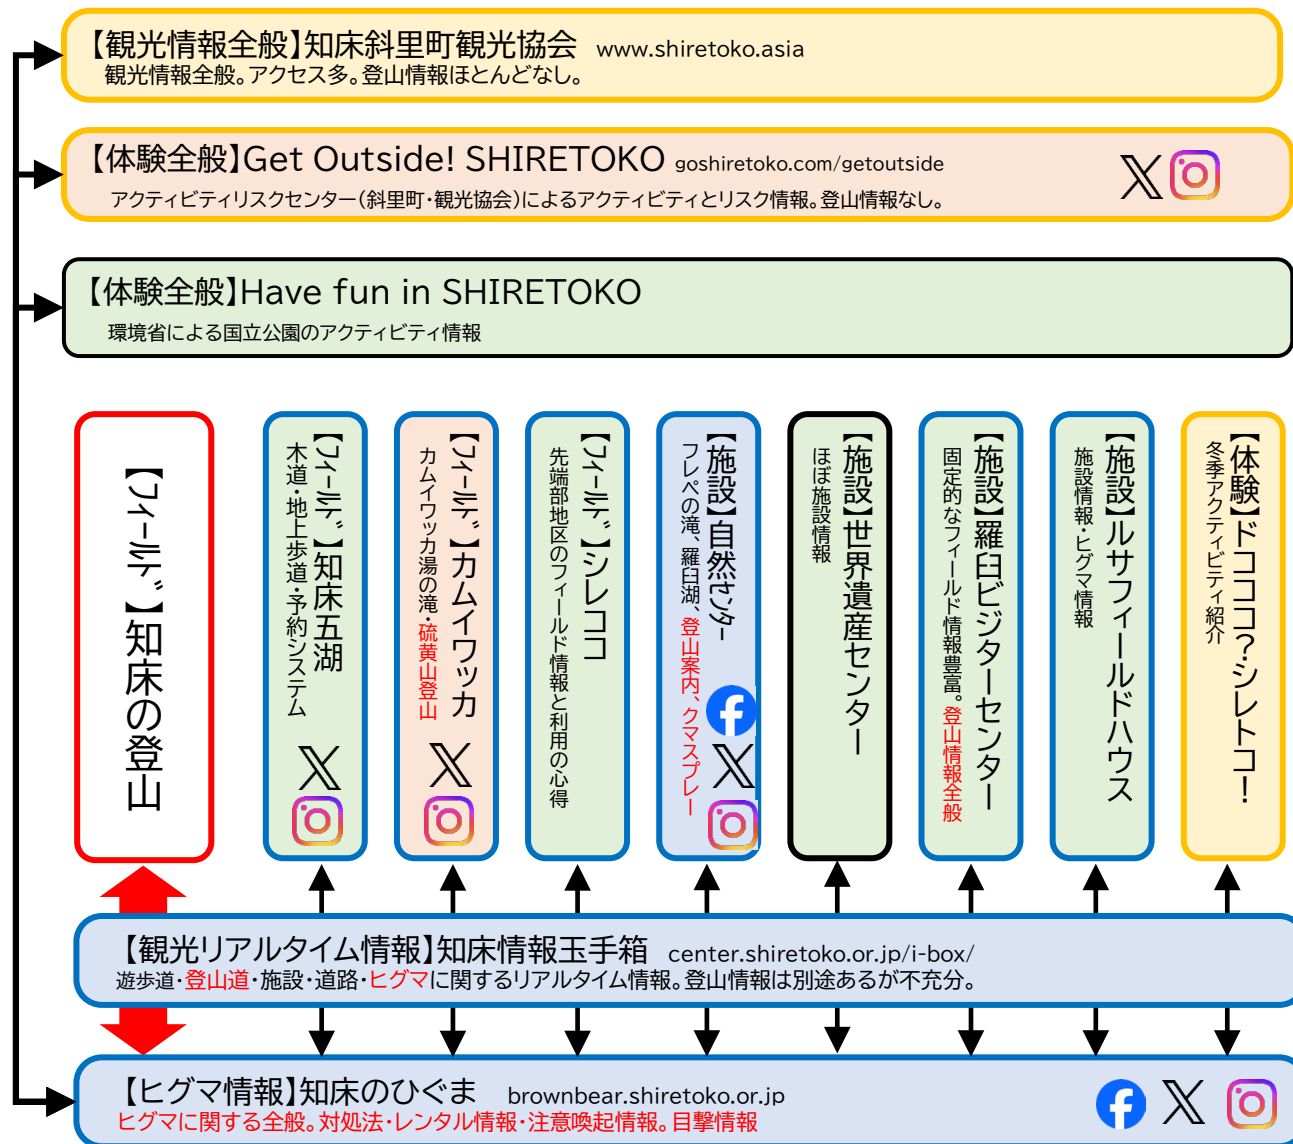 【観光情報全般】知床斜里町観光協会 www.shiretoko.asia
観光情報全般。アクセス多。登山情報ほとんどなし。
【体験全般】Get Outside! SHIRETOKO goshiretoko.com/getoutside
アクティビティリスクセンター(斜里町・観光協会)によるアクティビティとリスク情報。登山情報なし。
【体験全般】Have fun in SHIRETOKO
環境省による国立公園のアクティビティ情報
【フィールド】知床の登山
【フィールド】知床五湖
木道・地上歩道・予約システム
【フィールド】カムイワッカ
カムイワッカ湯の滝・硫黄山登山
【フィールド】シレココ
先端部地区のフィールド情報と利用の心得
【施設】自然センター
フレペの滝、羅臼湖、登山案内、クマスプレー
【施設】世界遺産センター
ほぼ施設情報
【施設】羅臼ビジターセンター
固定的なフィールド情報豊富。登山情報全般
【施設】ルサフィールドハウス
施設情報・ヒグマ情報
【体験】ドコココ?シレトコ!
冬季アクティビティ紹介
【観光リアルタイム情報】知床情報玉手箱 center.shiretoko.or.jp/i-box/
遊歩道・登山道・施設・道路・ヒグマに関するリアルタイム情報。登山情報は別途あるが不充分。
【ヒグマ情報】知床のひぐま brownbear.shiretoko.or.jp
ヒグマに関する全般。対処法・レンタル情報・注意喚起情報。目撃情報